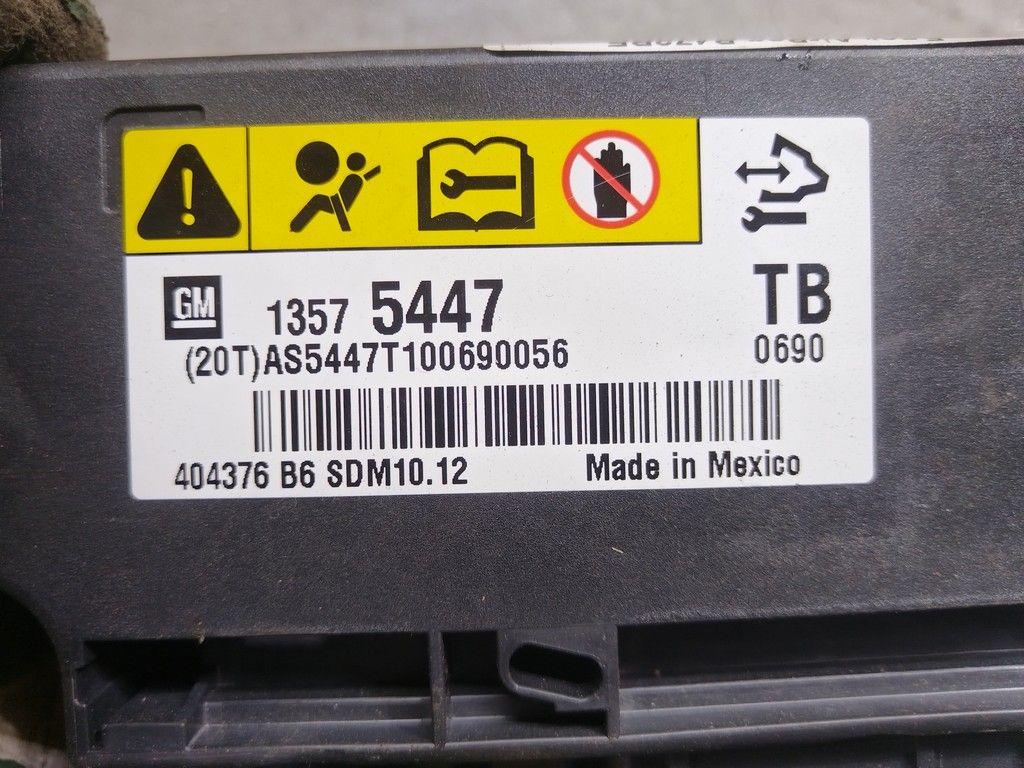 GM 1357 5447 TB
(20T)AS5447T100690056 0690
404376 B6 SDM10.12 Made in Mexico